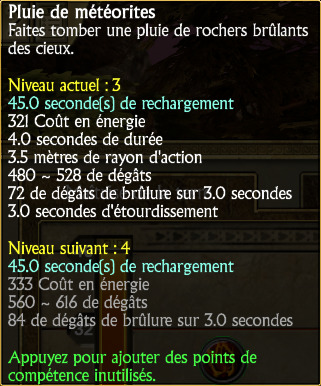 Pluie de météorites
Faites tomber une pluie de rochers brûlants
des cieux.
Niveau actuel : 3
45.0 seconde(s) de rechargement
321 Coût en énergie
4.0 secondes de durée
3.5 mètres de rayon d'action
480 ~ 528 de dégâts
72 de dégâts de brûlure sur 3.0 secondes
3.0 secondes d'étourdissement
Niveau suivant : 4
45.0 seconde(s) de rechargement
333 Coût en énergie
560 ~ 616 de dégâts
84 de dégâts de brûlure sur 3.0 secondes
Appuyez pour ajouter des points de
compétence inutilisés.